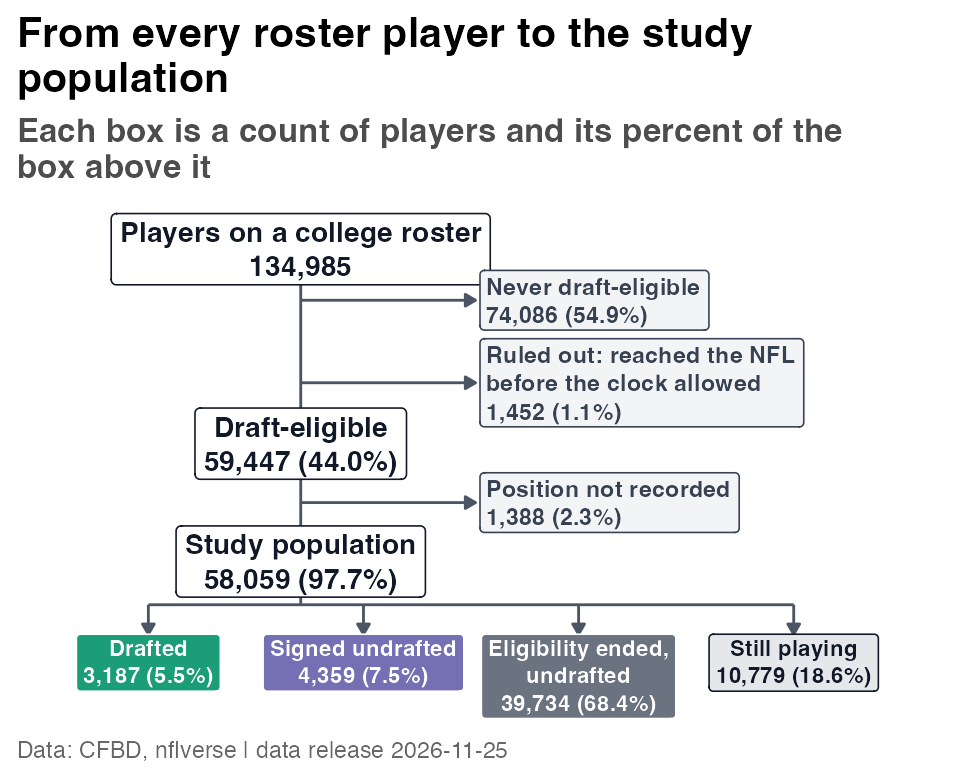 From every roster player to the study
population
Each box is a count of players and its percent of the
box above it
Players on a college roster
134,985
Never draft-eligible
74,086 (54.9%)
Ruled out: reached the NFL
before the clock allowed
1,452 (1.1%)
Draft-eligible
59,447 (44.0%)
Position not recorded
1,388 (2.3%)
Study population
58,059 (97.7%)
Drafted
3,187 (5.5%)
Signed undrafted
4,359 (7.5%)
Eligibility ended,
undrafted
39,734 (68.4%)
Still playing
10,779 (18.6%)
Data: CFBD, nflverse | data release 2026-11-25